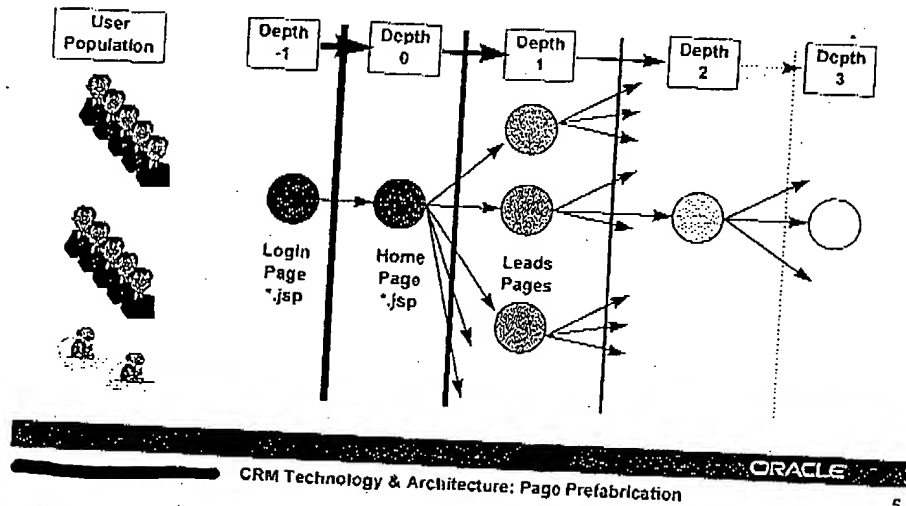 User
Population
Depth
-1
Depth
0
Depth
1
Depth
2
Depth
3
Login
Page
*.jsp
Home
Page
*.jsp
Leads
Pages
ORACLE
CRM Technology & Architecture: Page Prefabrication
5